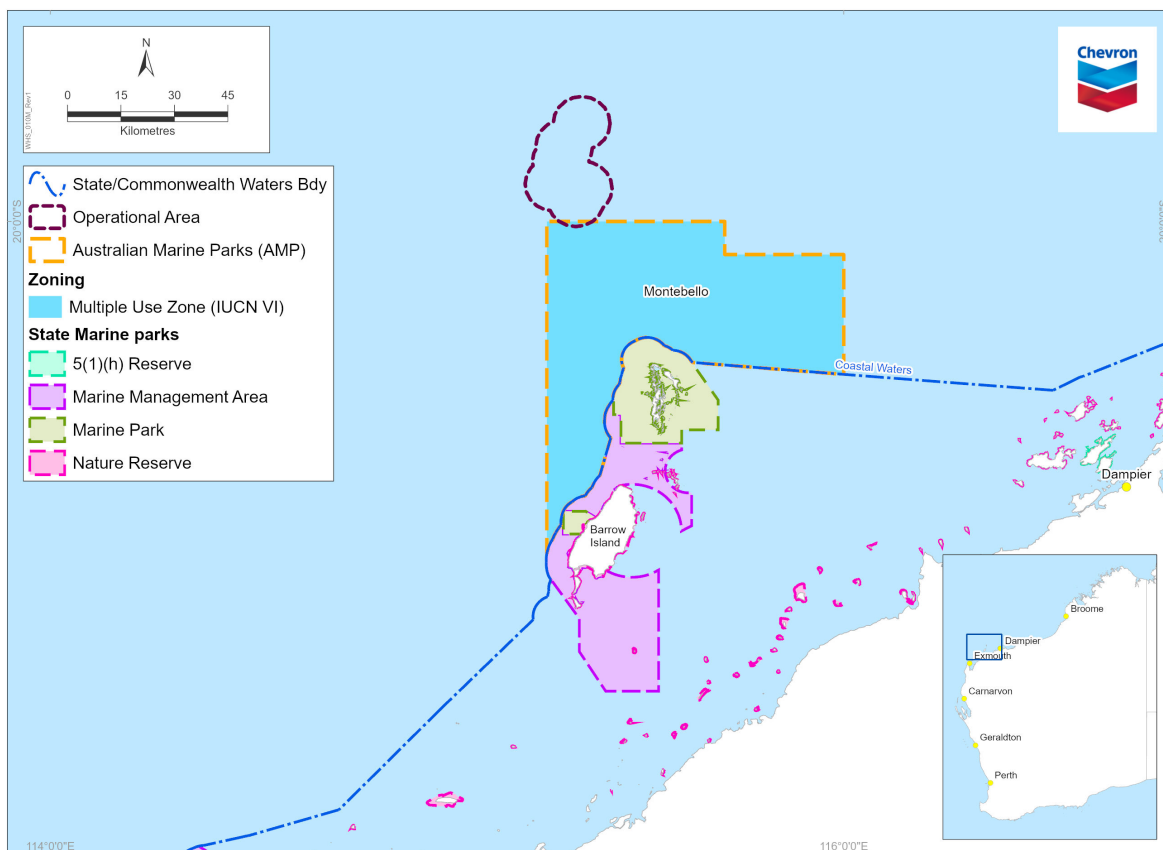 N
0 15 30 45
Kilometres
WHS_010M_Rev1
Chevron
State/Commonwealth Waters Bdy
Operational Area
Australian Marine Parks (AMP)
Zoning
Multiple Use Zone (IUCN VI)
State Marine parks
5(1)(h) Reserve
Marine Management Area
Marine Park
Nature Reserve
20°0'0"S
Montebello
Coastal Waters
Dampier
Barrow
Island
Broome
Dampier
Exmouth
Carnarvon
Geraldton
Perth
114°0'0"E
116°0'0"E